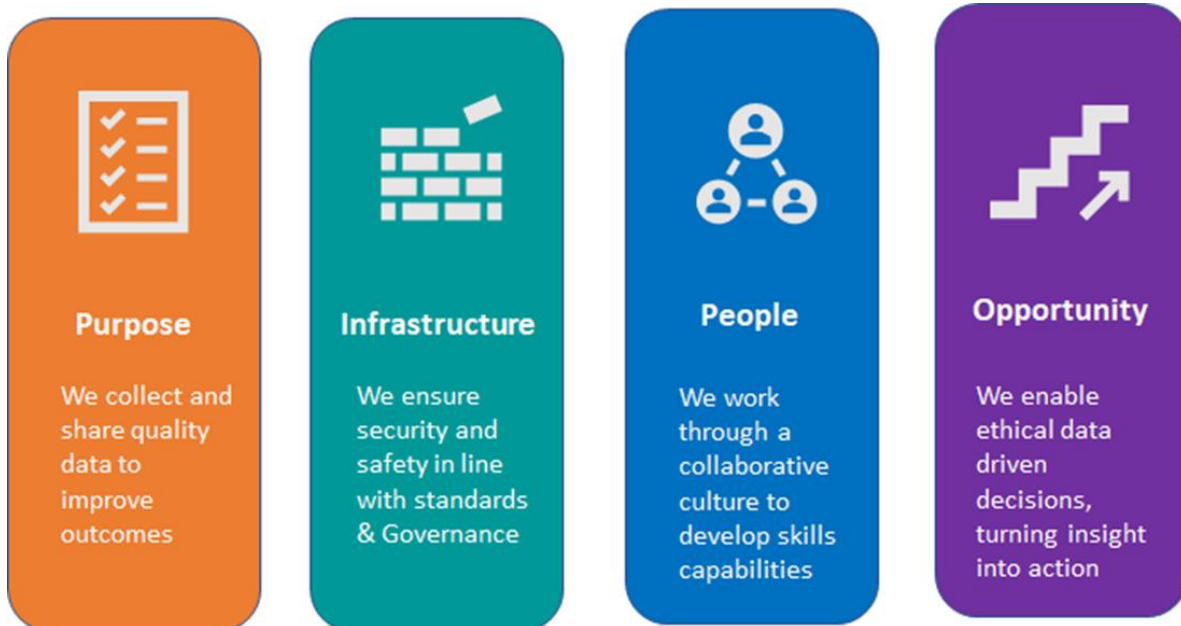 Purpose
We collect and
share quality
data to
improve
outcomes
Infrastructure
We ensure
security and
safety in line
with standards
& Governance
People
We work
through a
collaborative
culture to
develop skills
capabilities
Opportunity
We enable
ethical data
driven
decisions,
turning insight
into action